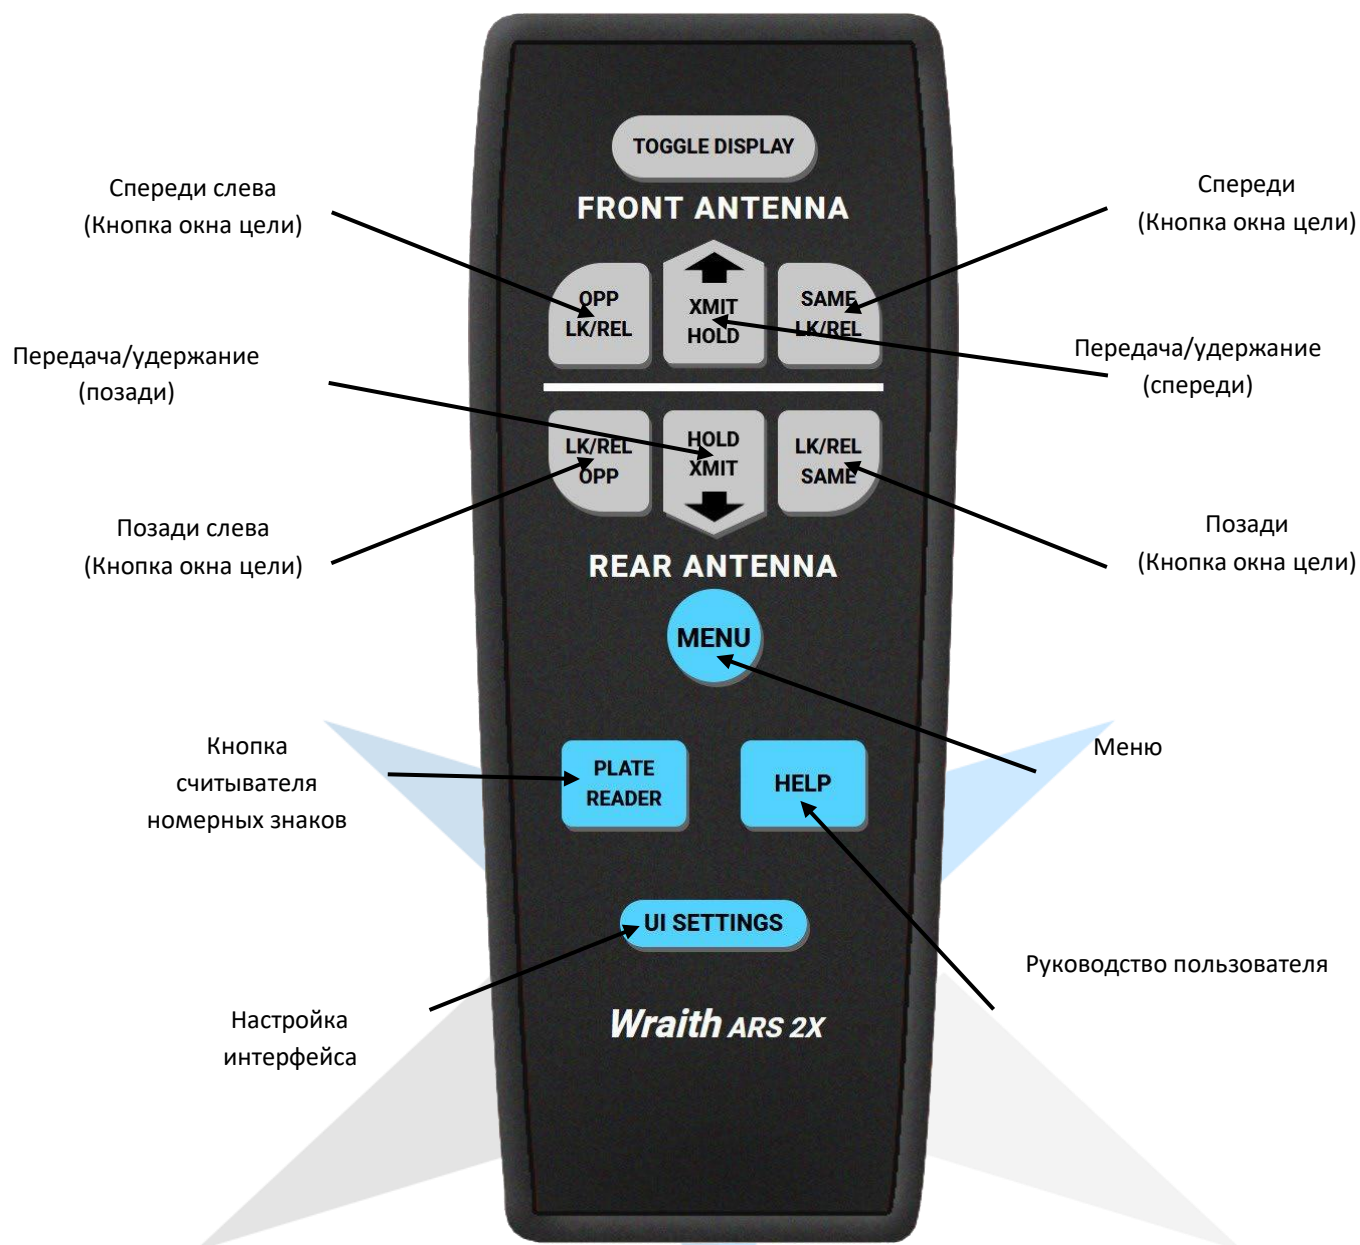 TOGGLE DISPLAY
FRONT ANTENNA
Спереди слева
(Кнопка окна цели)
Спереди
(Кнопка окна цели)
OPP
LK/REL
XMIT
HOLD
SAME
LK/REL
Передача/удержание
(позади)
Передача/удержание
(спереди)
LK/REL
OPP
HOLD
XMIT
LK/REL
SAME
Позади слева
(Кнопка окна цели)
Позади
(Кнопка окна цели)
REAR ANTENNA
MENU
Меню
Кнопка
считывателя
номерных знаков
PLATE
READER
HELP
UI SETTINGS
Руководство пользователя
Настройка
интерфейса
Wraith ARS 2X